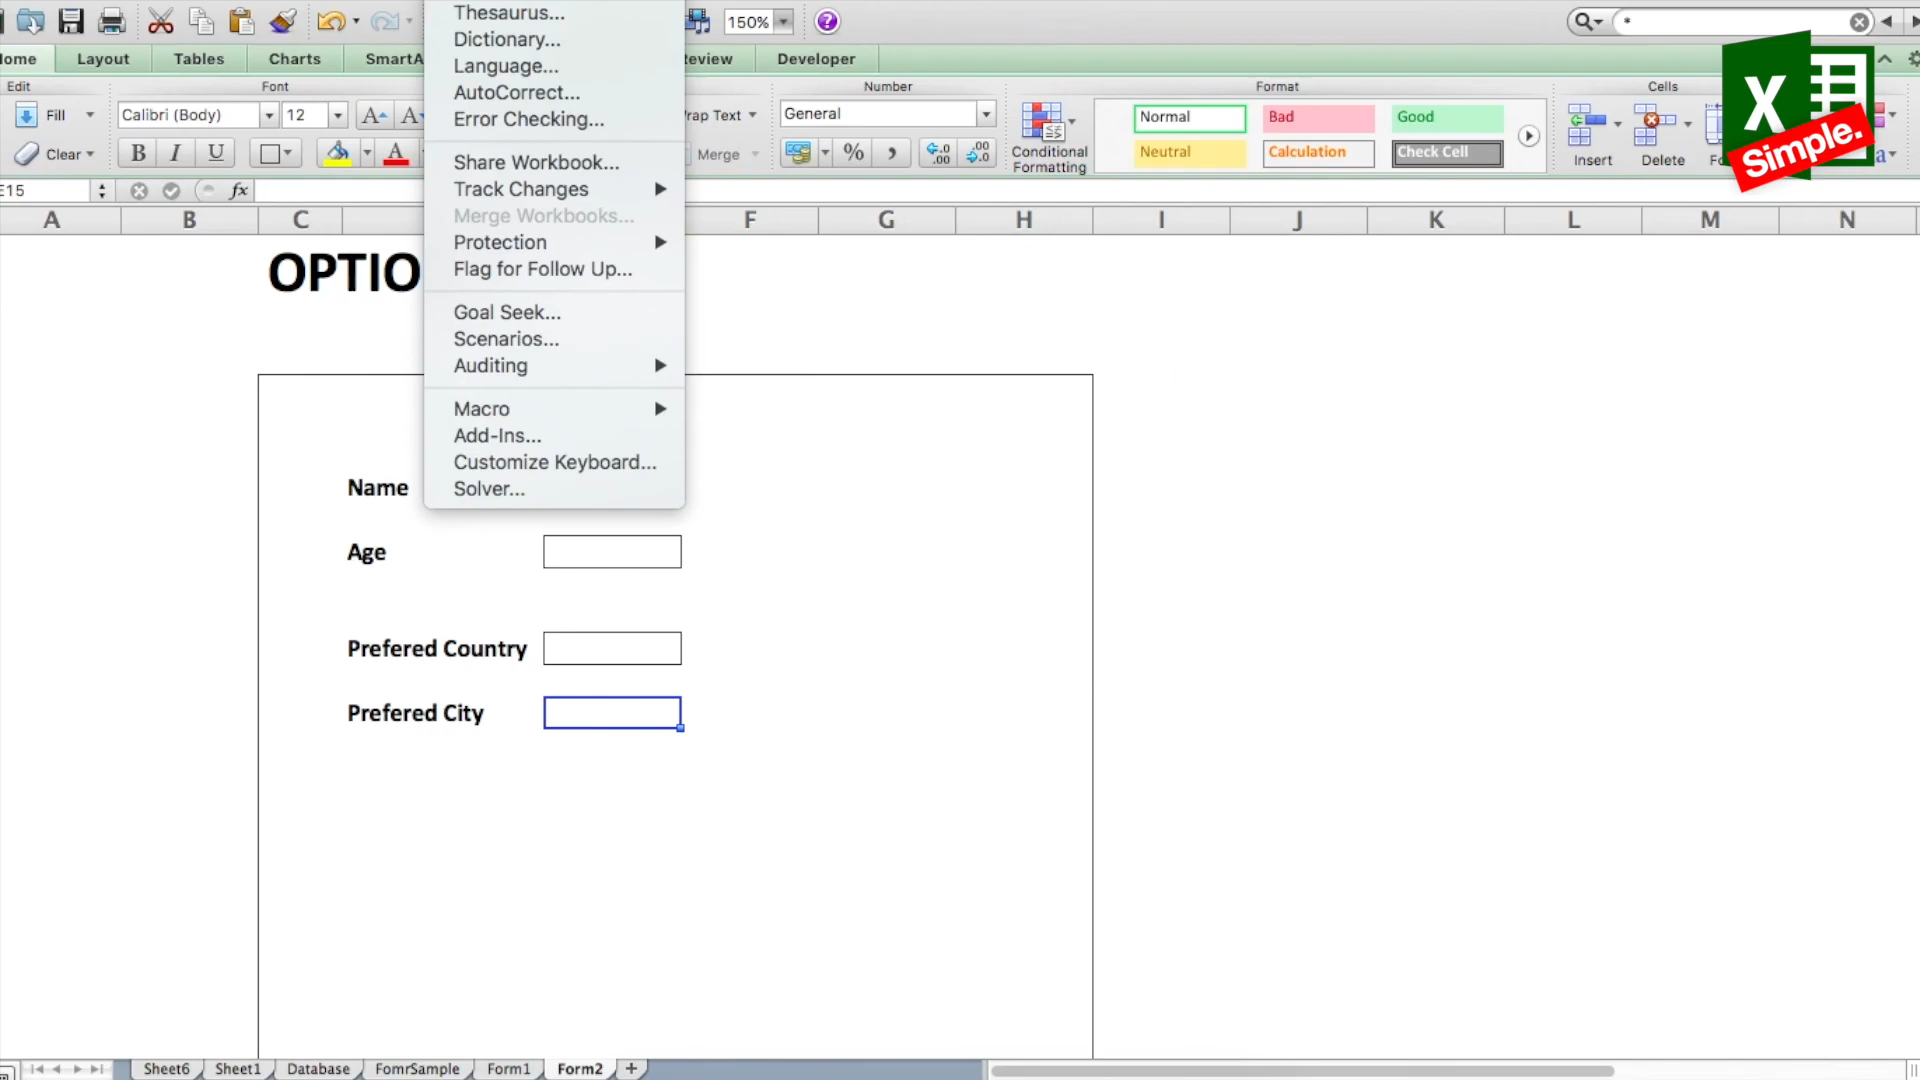 150%
*
ome
Layout
Tables
Charts
SmartA
eview
Developer
Edit
Font
Number
Format
Cells
Fill
Calibri (Body)
12
A
A
rap Text
General
Conditional
Formatting
Normal
Bad
Good
Neutral
Calculation
Check Cell
Insert
Delete
Fo
Clear
B I U
A
Merge
%
X
Simple.
E15
fx
A B C F G H I J K L M N
OPTIO
Thesaurus...
Dictionary...
Language...
AutoCorrect...
Error Checking...
Share Workbook...
Track Changes
Merge Workbooks...
Protection
Flag for Follow Up...
Goal Seek...
Scenarios...
Auditing
Macro
Add-Ins...
Customize Keyboard...
Solver...
Name
Age
Prefered Country
Prefered City
Sheet6
Sheet1
Database
FomrSample
Form1
Form2
+